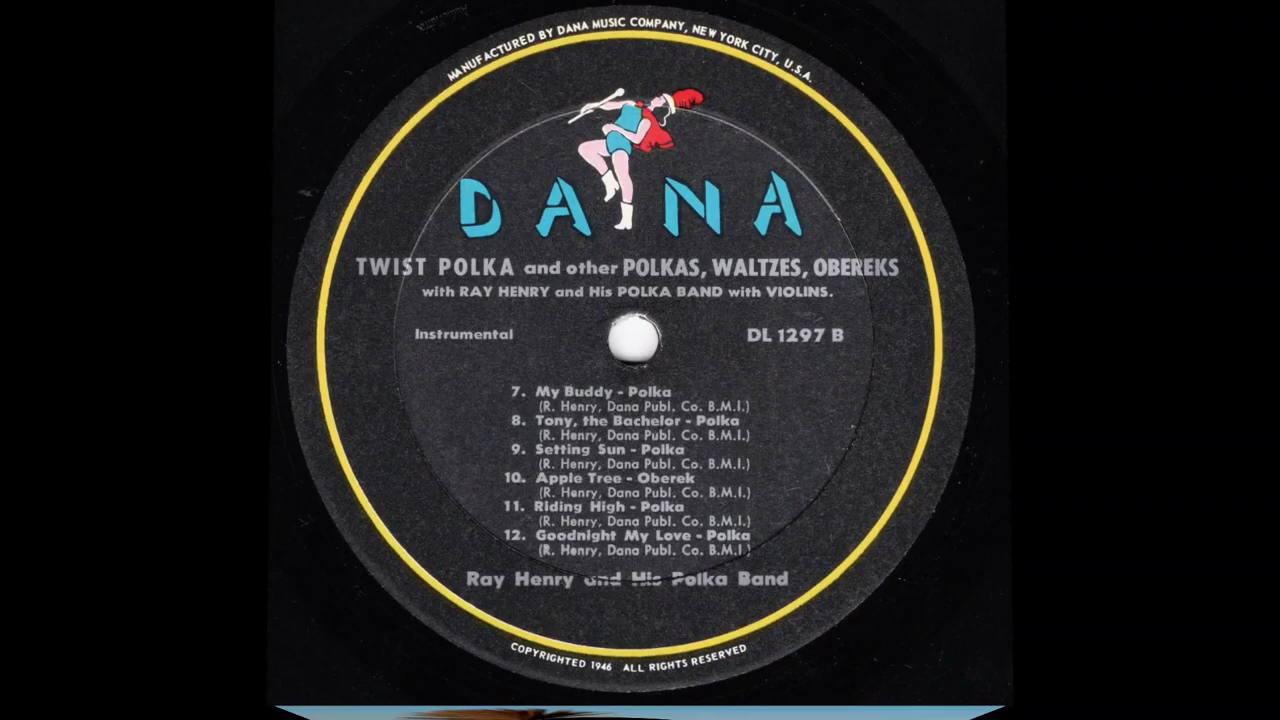 MANUFACTURED BY DANA MUSIC COMPANY, NEW YORK CITY, U.S.A.
DANA
TWIST POLKA and other POLKAS, WALTZES, OBEREKS
with RAY HENRY and His POLKA BAND with VIOLINS.
Instrumental
DL 1297 B
7. My Buddy - Polka
(R. Henry, Dana Publ. Co. B.M.I.)
8. Tony, the Bachelor - Polka
(R. Henry, Dana Publ. Co. B.M.I.)
9. Setting Sun - Polka
(R. Henry, Dana Publ. Co. B.M.I.)
10. Apple Tree - Oberek
(R. Henry, Dana Publ. Co. B.M.I.)
11. Riding High - Polka
(R. Henry, Dana Publ. Co. B.M.I.)
12. Goodnight My Love - Polka
(R. Henry, Dana Publ. Co. B.M.I.)
Ray Henry and His Polka Band
COPYRIGHTED 1946 ALL RIGHTS RESERVED